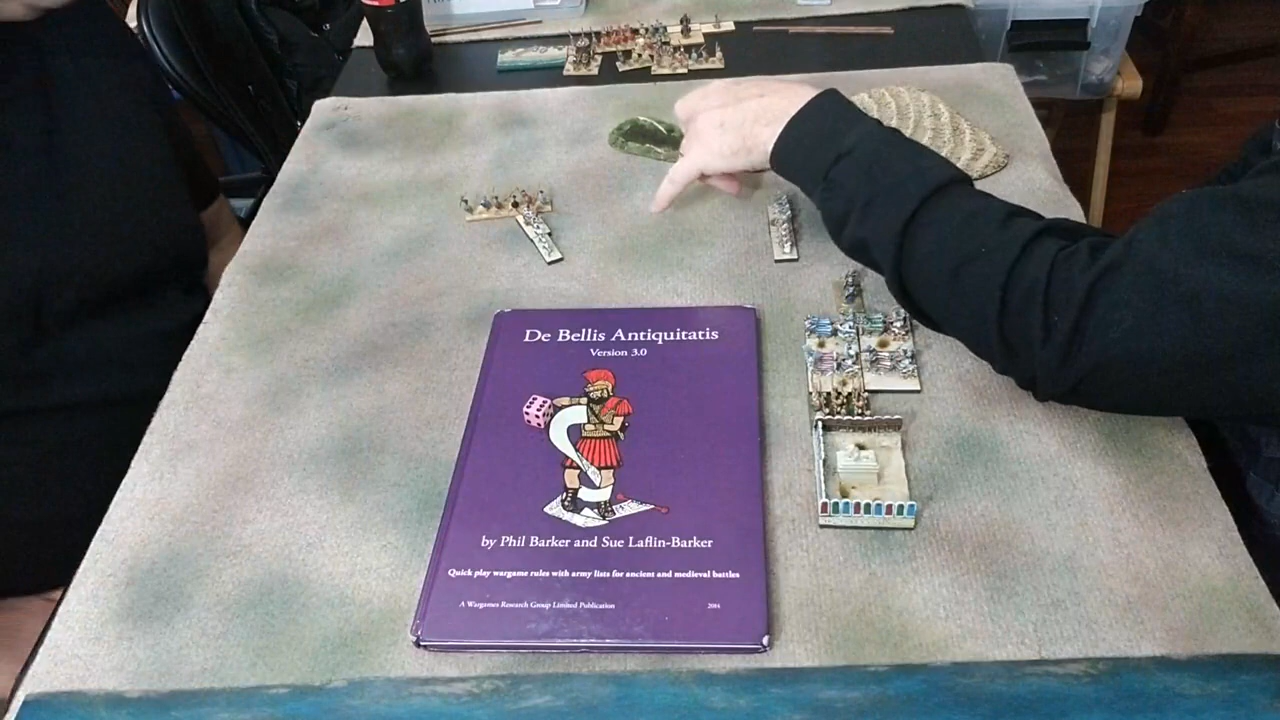 De Bellis Antiquitatis
Version 3.0
by Phil Barker and Sue Laflin-Barker
Quick play wargame rules with army lists for ancient and medieval battles
A Wargames Research Group Limited Publication 2014